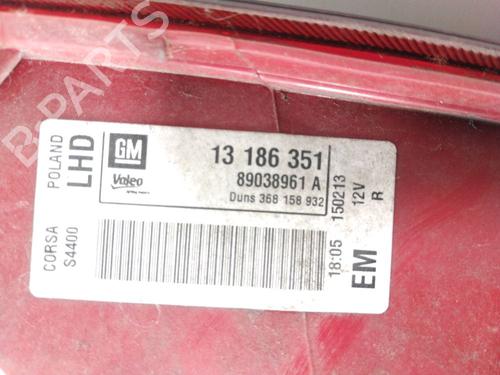 POLAND
LHD
CORSA
S4400
GM
Valeo
13 186 351
89038961 A
Duns 368 158 932
150213
12V
R
18:05
EM
B-PARTS